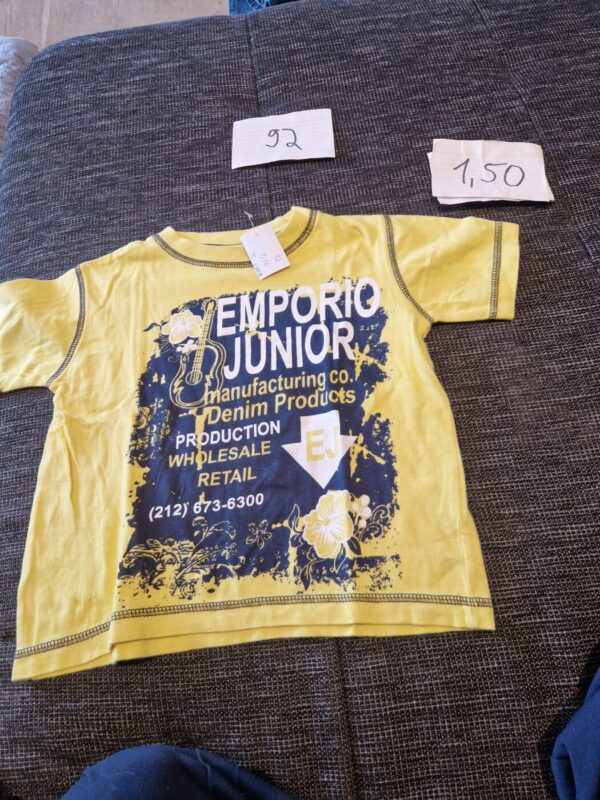 92
1,50
EMPORIO
JUNIOR
manufacturing co.
Denim Products
PRODUCTION
WHOLESALE
RETAIL
EJ
(212) 673-6300